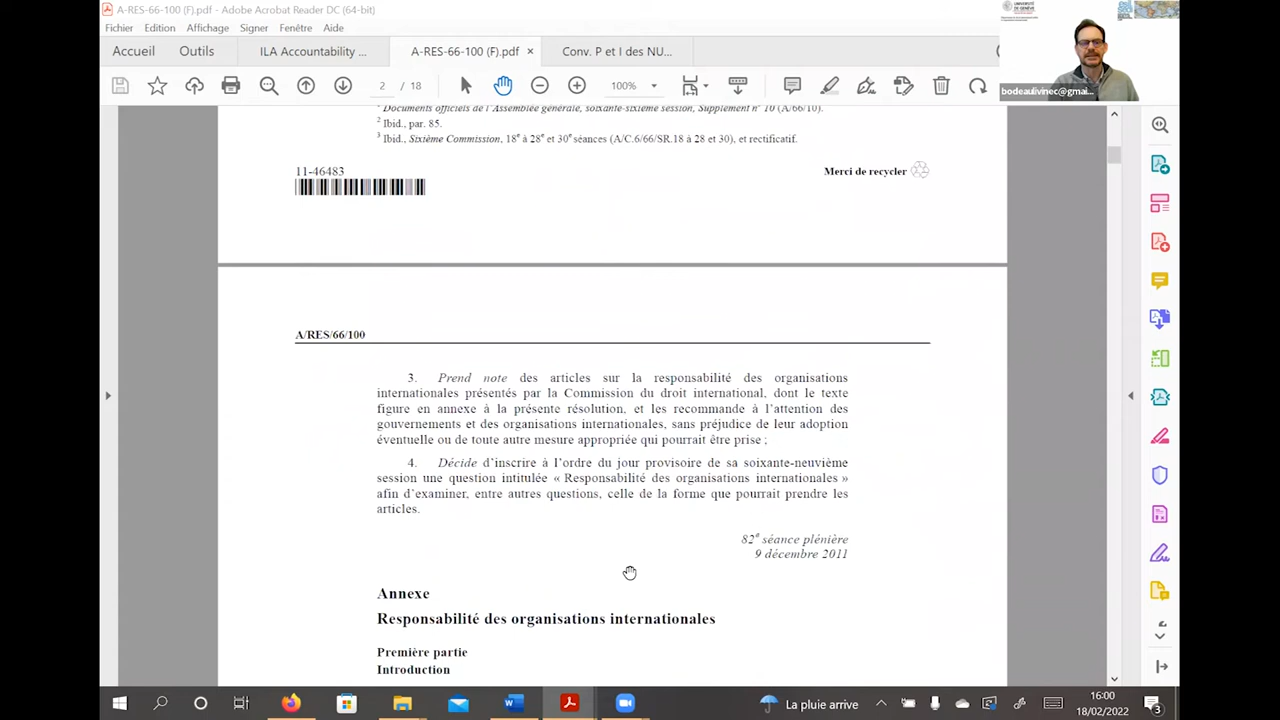 A-RES-66-100 (F).pdf - Adobe Acrobat Reader DC (64-bit)
Fichier Edition Affichage Signer Fenêtre Aide
Accueil Outils ILA Accountability ... A-RES-66-100 (F).pdf × Conv. P et I des NU...
2 / 18 100%
UNIVERSITÉ
DE GENÈVE
bodeaulivinec@gmai...
Documents officiels de l'Assemblée générale, soixante-sixième session, Supplément n° 10 (A/66/10).
2 Ibid., par. 85.
3 Ibid., Sixième Commission, 18e à 28e et 30e séances (A/C.6/66/SR.18 à 28 et 30), et rectificatif.
11-46483
Merci de recycler
A/RES/66/100
3. Prend note des articles sur la responsabilité des organisations
internationales présentés par la Commission du droit international, dont le texte
figure en annexe à la présente résolution, et les recommande à l'attention des
gouvernements et des organisations internationales, sans préjudice de leur adoption
éventuelle ou de toute autre mesure appropriée qui pourrait être prise ;
4. Décide d'inscrire à l'ordre du jour provisoire de sa soixante-neuvième
session une question intitulée « Responsabilité des organisations internationales »
afin d'examiner, entre autres questions, celle de la forme que pourrait prendre les
articles.
82e séance plénière
9 décembre 2011
Annexe
Responsabilité des organisations internationales
Première partie
Introduction
La pluie arrive
16:00
18/02/2022
3